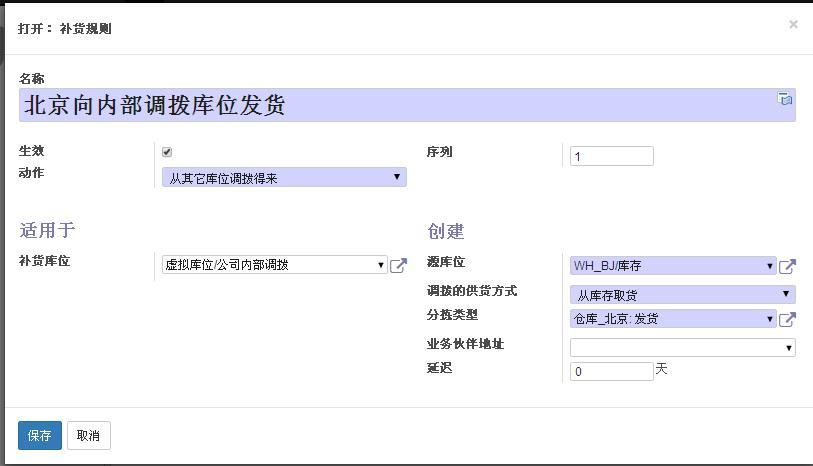 打开： 补货规则
×
名称
北京向内部调拨库位发货
生效
序列
1
动作
从其它库位调拨得来
适用于
创建
补货库位
虚拟库位/公司内部调拨
源库位
WH_BJ/库存
调拨的供货方式
从库存取货
分拣类型
仓库_北京: 发货
业务伙伴地址
延迟
0
天
保存
取消